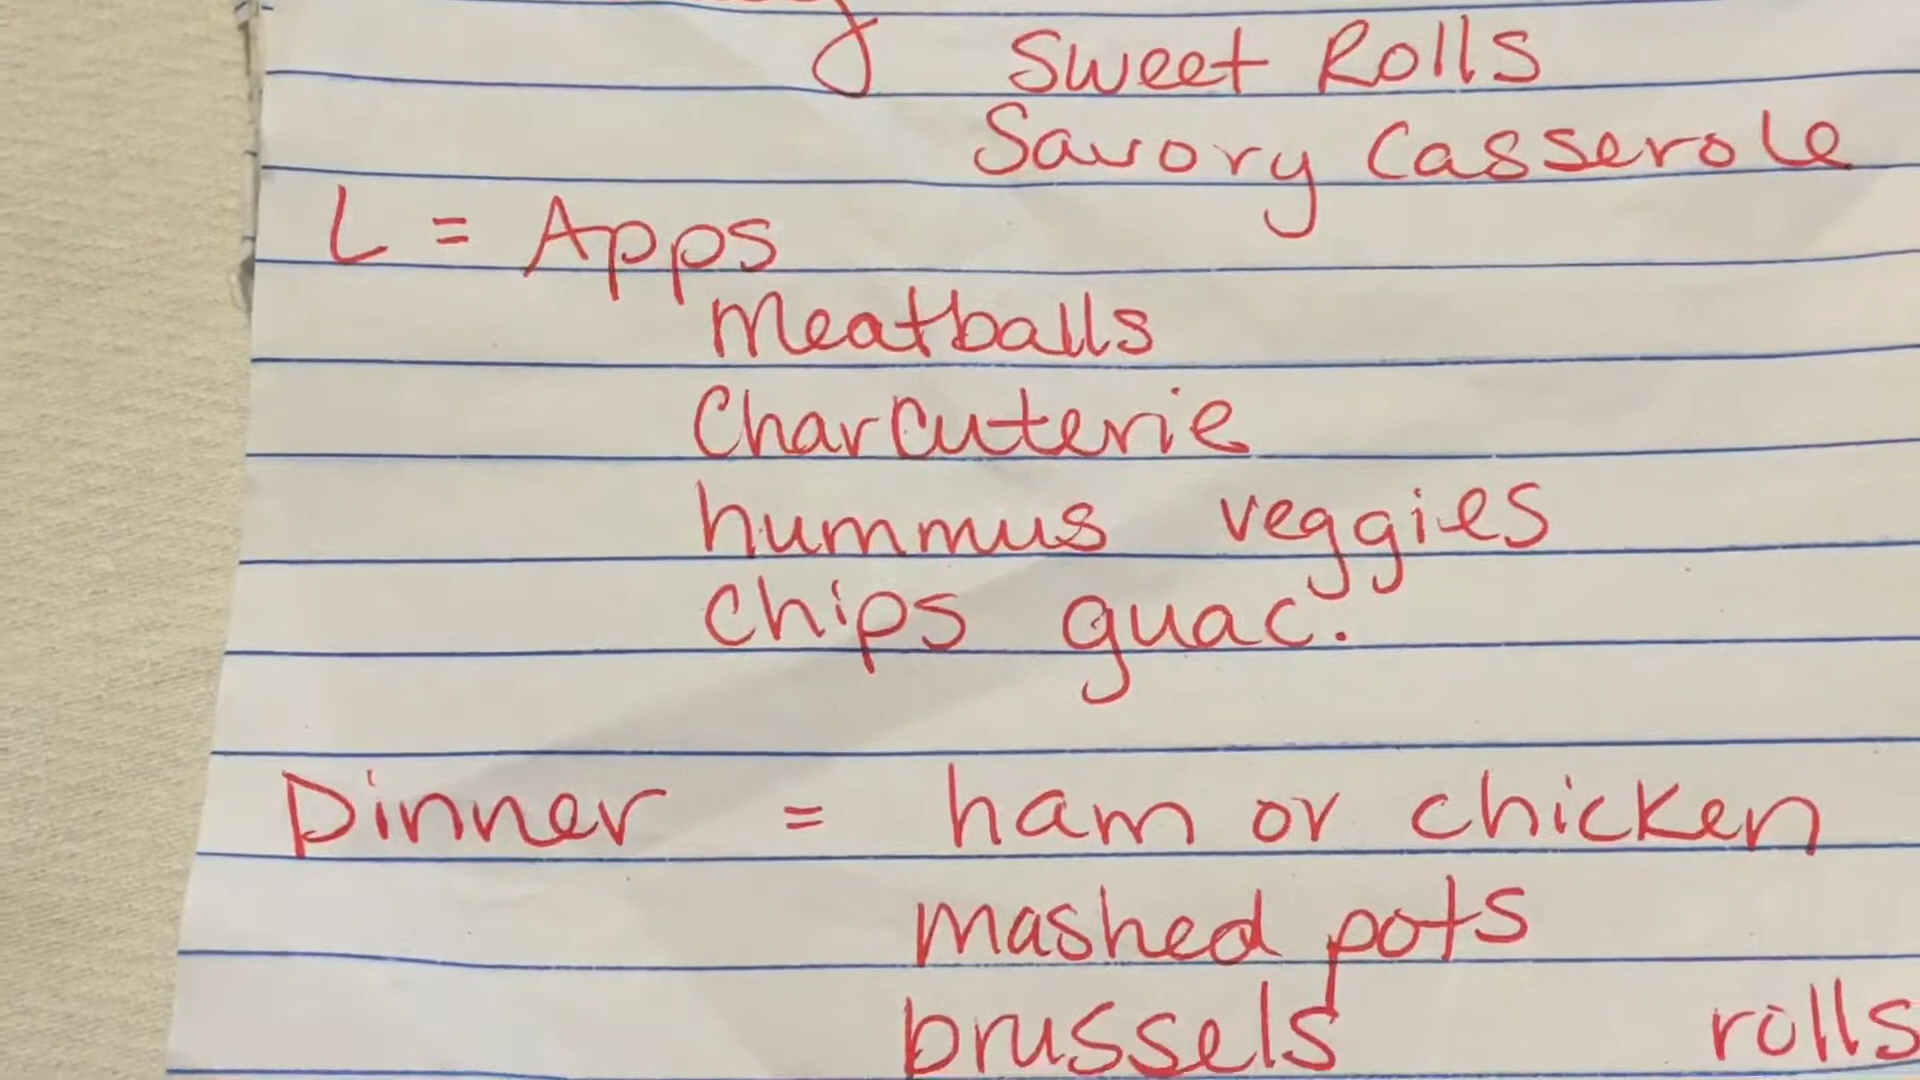 Sweet Rolls
Savory Casserole
L = Apps
Meatballs
Charcuterie
hummus veggies
chips guac.
Dinner = ham or chicken
mashed pots
brussels rolls